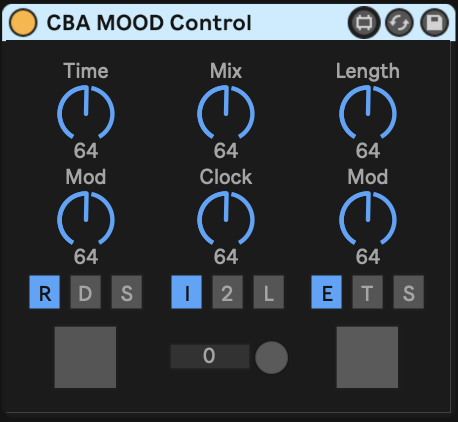 CBA MOOD Control
Time Mix Length
64 64 64
Mod Clock Mod
64 64 64
R D S I 2 L E T S
0